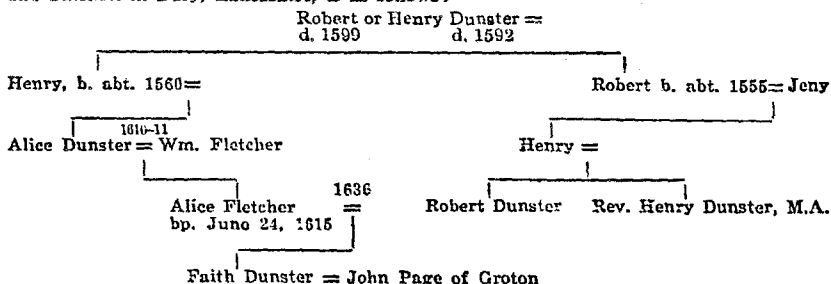 Robert or Henry Dunster =
d. 1599 d. 1592
Henry, b. abt. 1560= Robert b. abt. 1555= Jeny
1610-11
Alice Dunster = Wm. Fletcher Henry =
1636
Alice Fletcher = Robert Dunster Rev. Henry Dunster, M.A.
bp. June 24, 1615
Faith Dunster = John Page of Groton